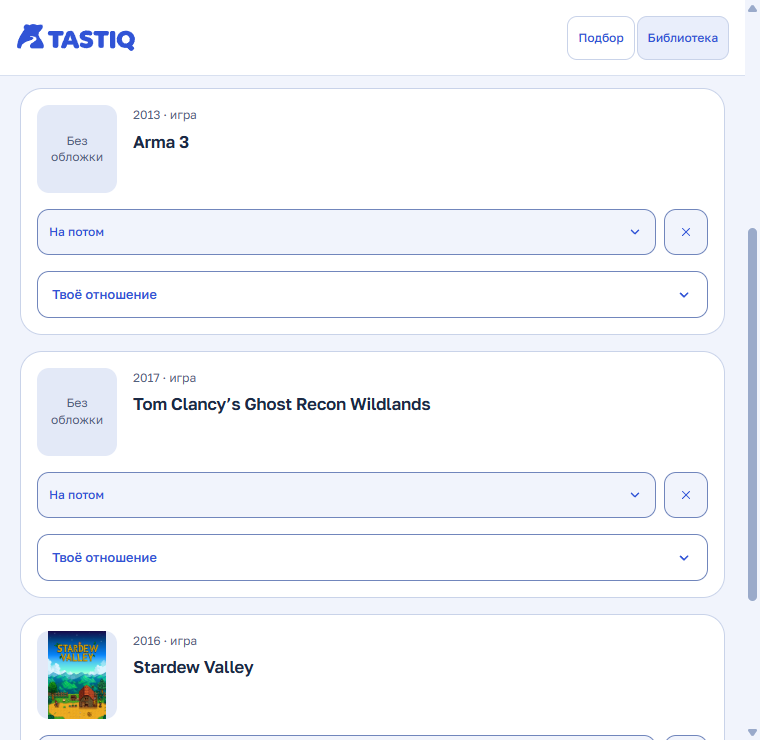 TASTIQ
Подбор
Библиотека
Без
обложки
2013 · игра
Arma 3
На потом
Твоё отношение
Без
обложки
2017 · игра
Tom Clancy’s Ghost Recon Wildlands
На потом
Твоё отношение
STARDEW
VALLEY
2016 · игра
Stardew Valley